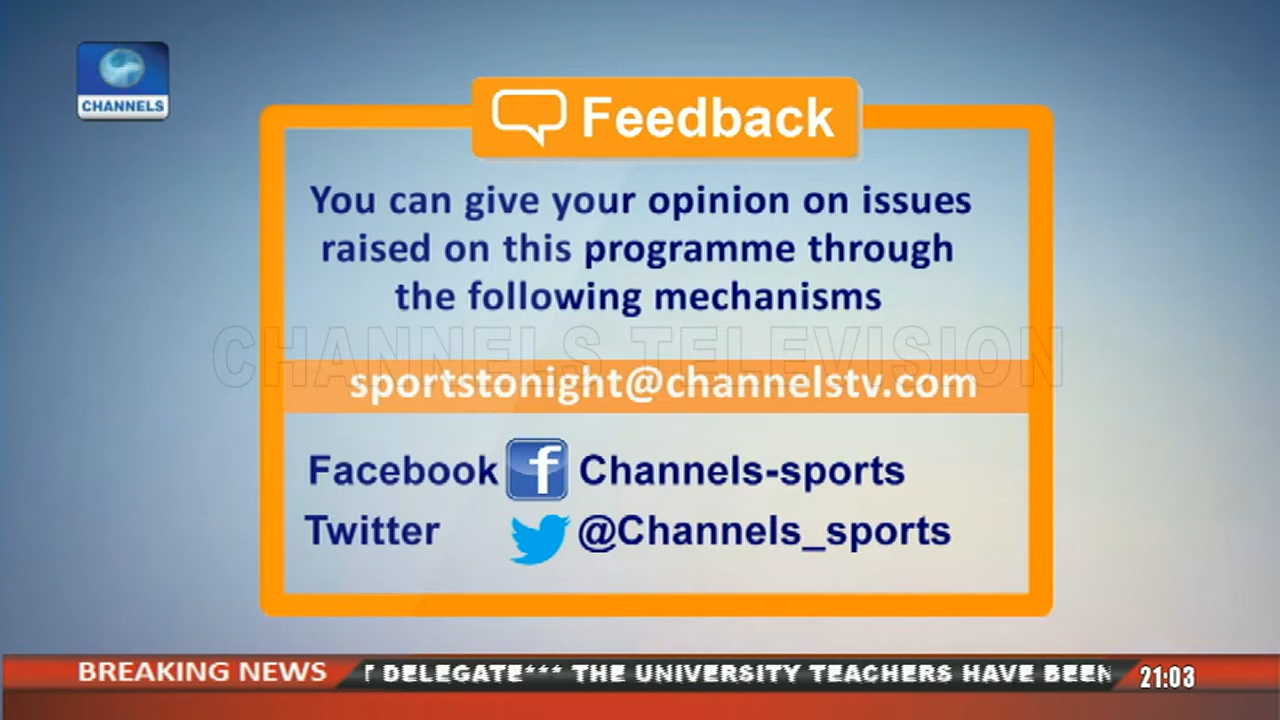 CHANNELS
Feedback
You can give your opinion on issues
raised on this programme through
the following mechanisms
CHANNELS TELEVISION
sportstonight@channelstv.com
Facebook f Channels-sports
Twitter @Channels_sports
BREAKING NEWS DELEGATE*** THE UNIVERSITY TEACHERS HAVE BEEN 21:03